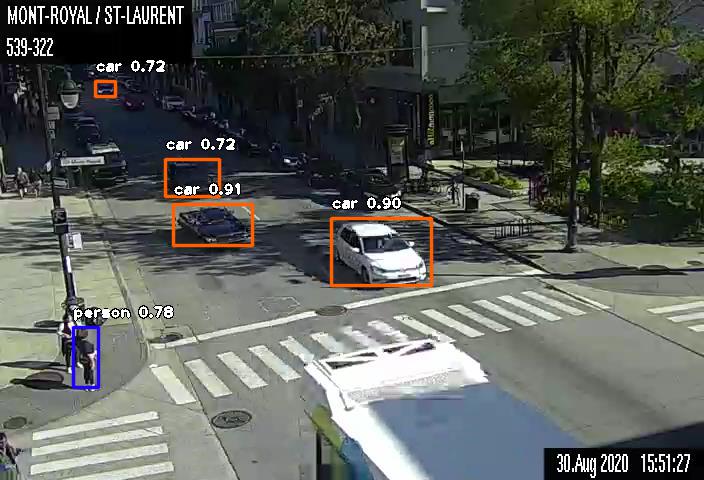 MONT-ROYAL / ST-LAURENT
539-322
car 0.72
car 0.72
car 0.91
car 0.90
person 0.78
30.Aug 2020 15:51:27